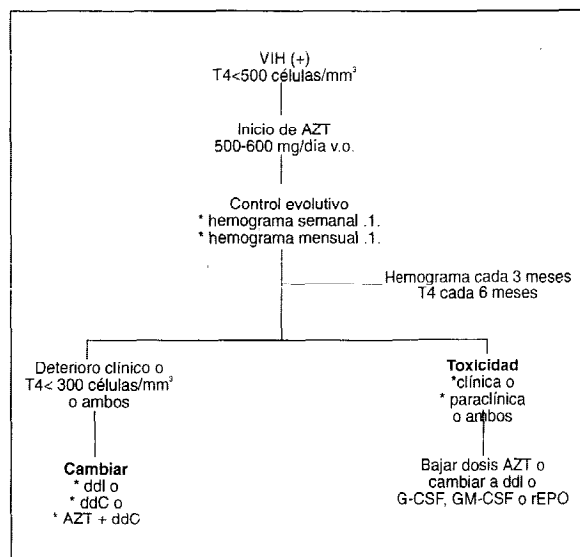 VIH (+)
T4<500 células/mm³
Inicio de AZT
500-600 mg/dia v.o.
Control evolutivo
* hemograma semanal .1.
* hemograma mensual .1.
Hemograma cada 3 meses
T4 cada 6 meses
Deterioro clínico o
T4< 300 células/mm³
o ambos
Cambiar
* ddI o
* ddC o
* AZT + ddC
Toxicidad
*clínica o
* paraclínica
o ambos
Bajar dosis AZT o
cambiar a ddI o
G-CSF, GM-CSF o rEPO